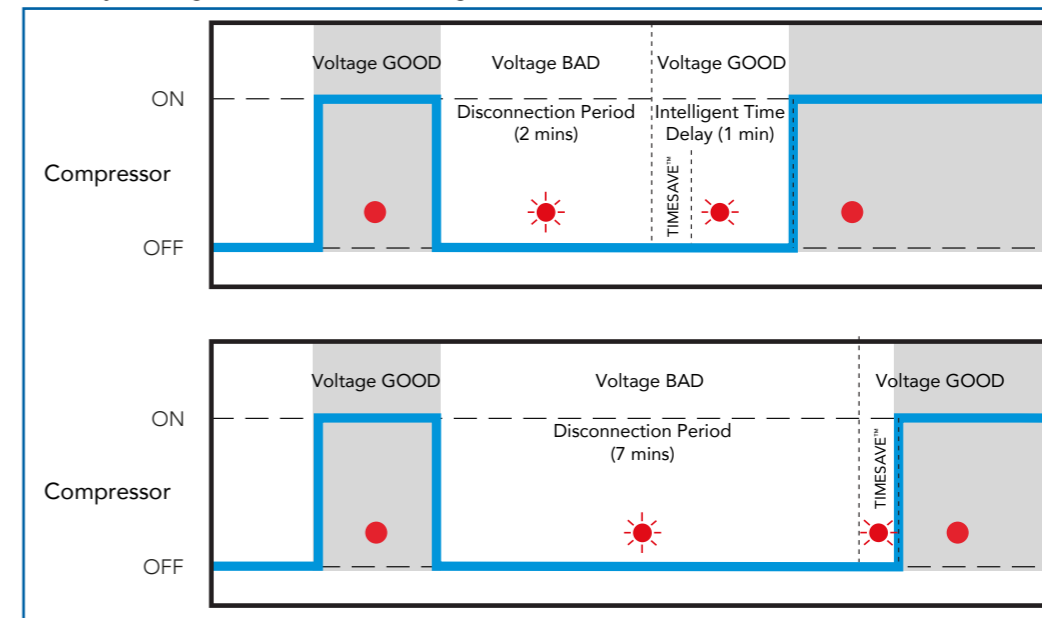 Voltage GOOD Voltage BAD Voltage GOOD
ON
Disconnection Period
(2 mins)
Intelligent Time
Delay (1 min)
Compressor
TIMESAVE™
OFF
Voltage GOOD Voltage BAD Voltage GOOD
ON
Disconnection Period
(7 mins)
TIMESAVE™
Compressor
OFF